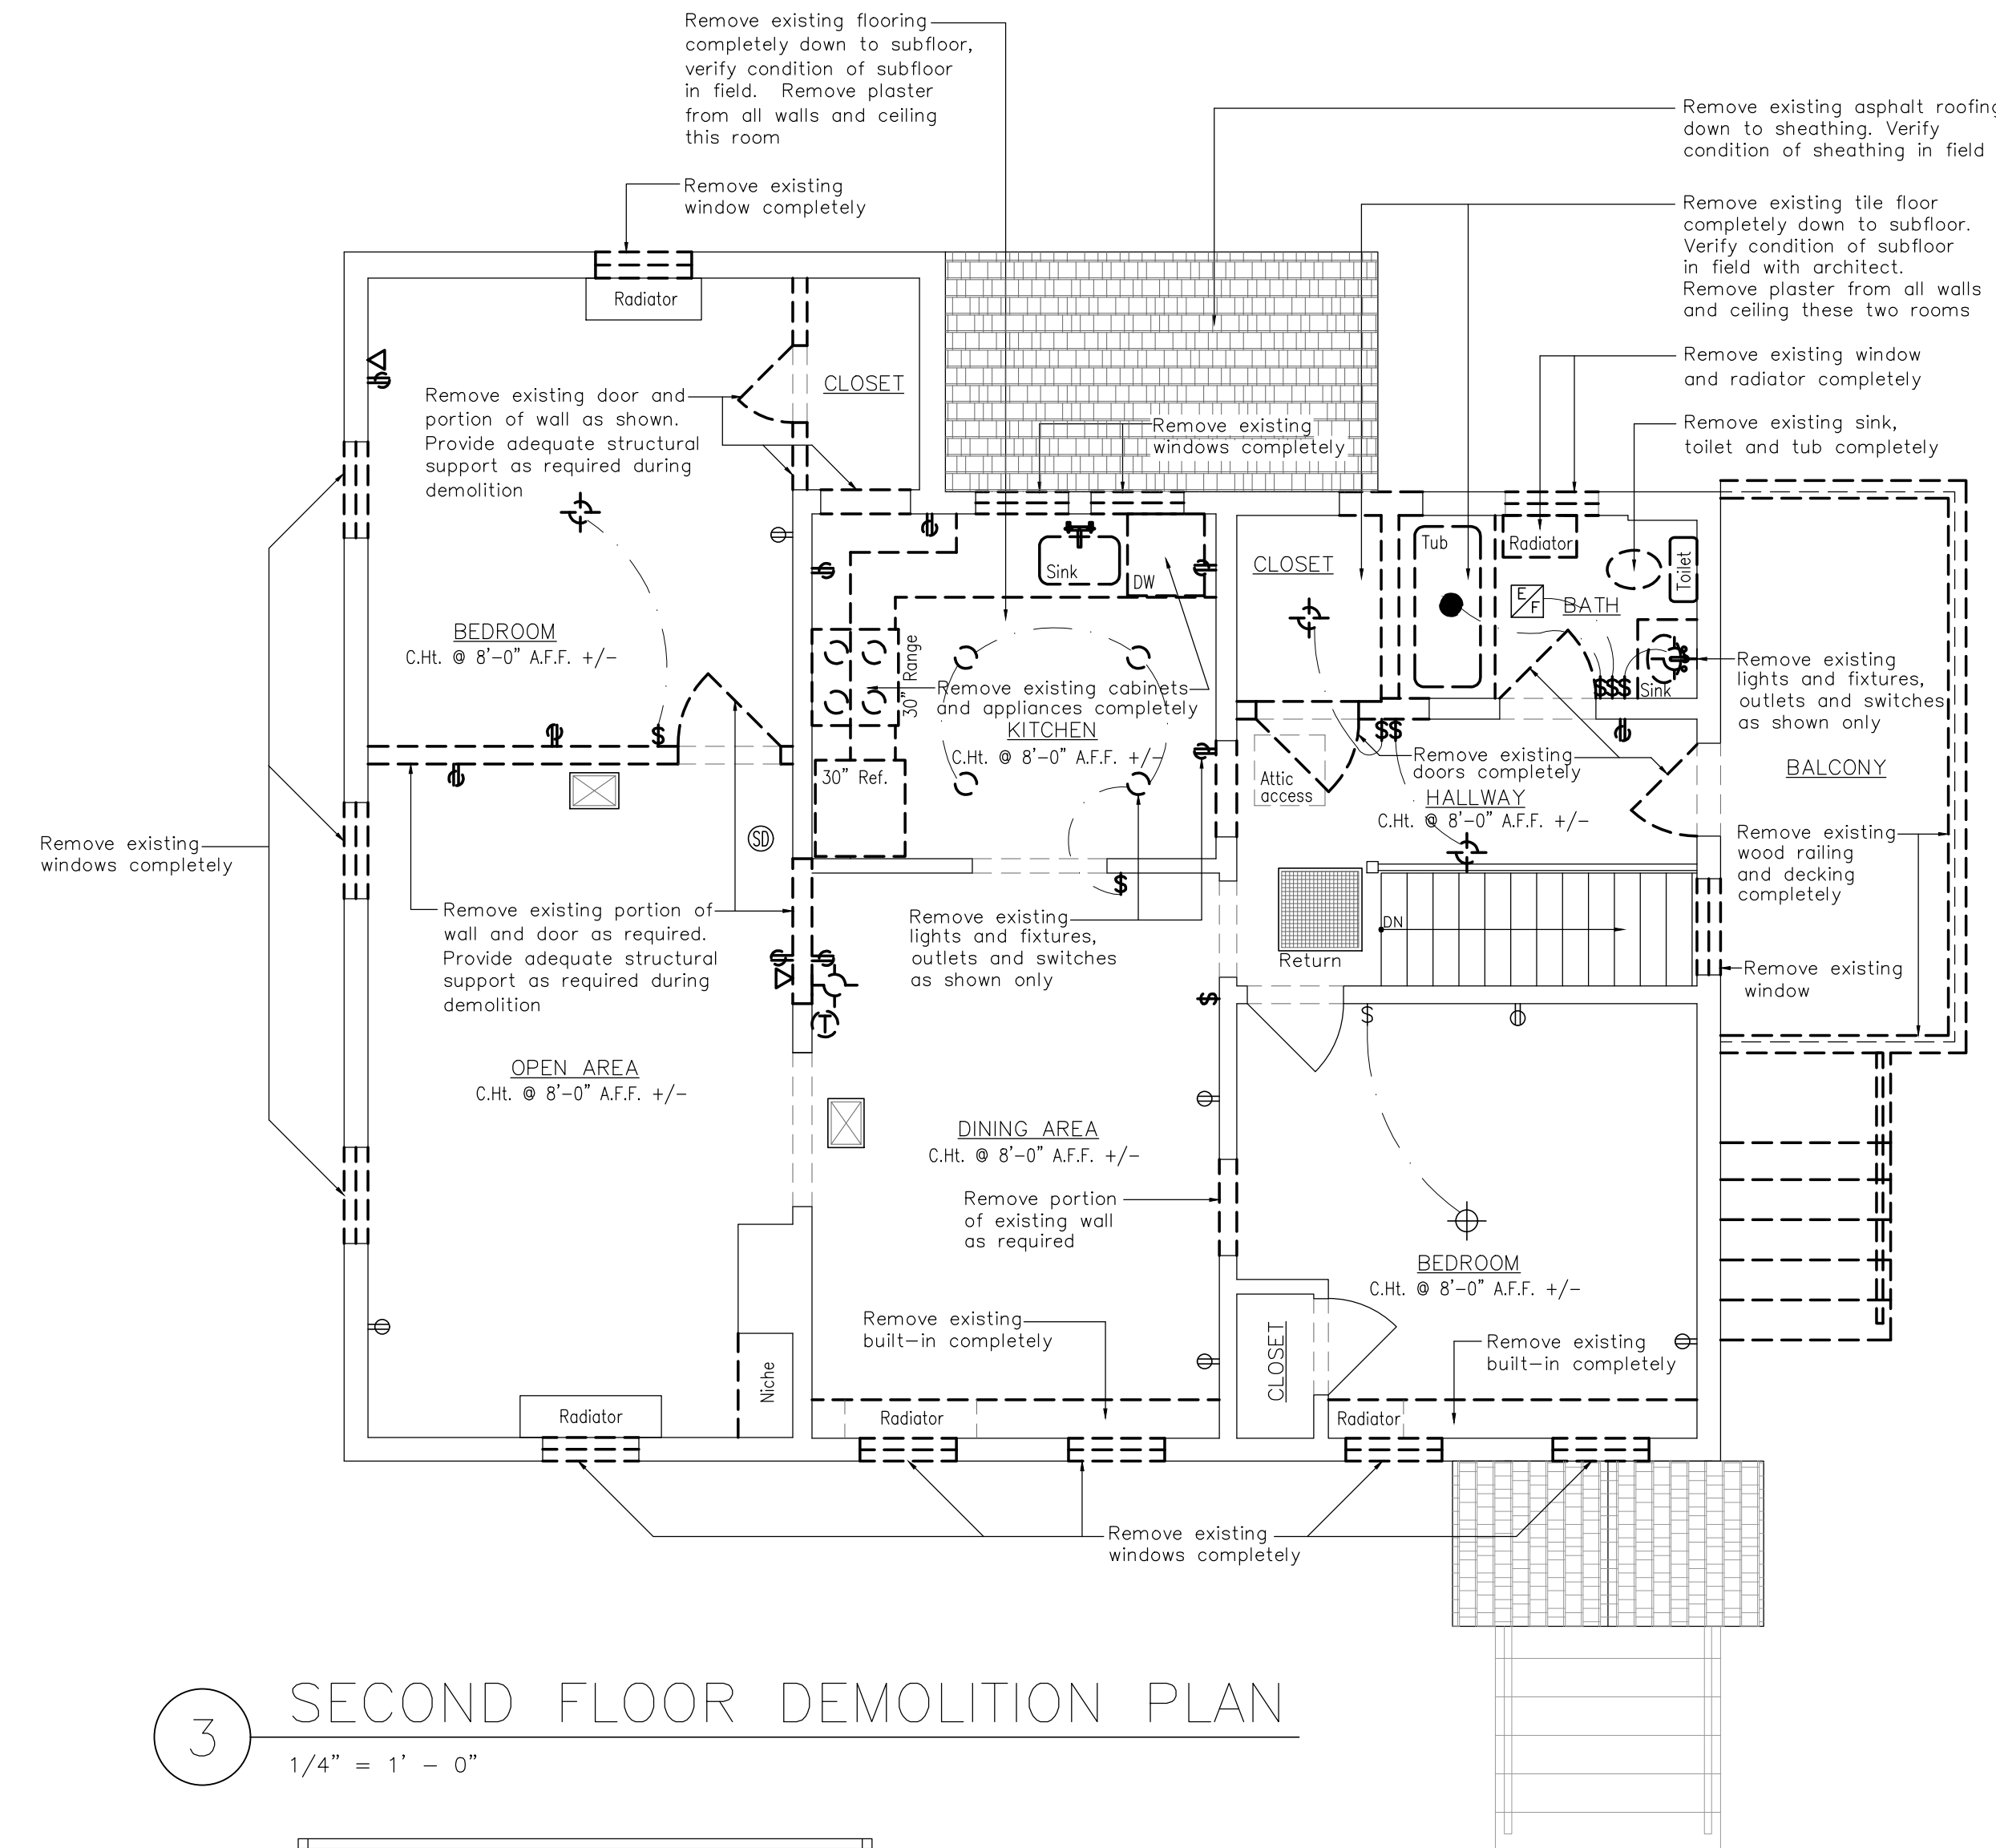 Remove existing flooring
completely down to subfloor,
verify condition of subfloor
in field.  Remove plaster
from all walls and ceiling
this room
Remove existing asphalt roofing
down to sheathing. Verify
condition of sheathing in field
Remove existing
window completely
Remove existing tile floor
completely down to subfloor.
Verify condition of subfloor
in field with architect.
Remove plaster from all walls
and ceiling these two rooms
Radiator
Remove existing window
and radiator completely
CLOSET
Remove existing door and
portion of wall as shown.
Provide adequate structural
support as required during
demolition
Remove existing
windows completely
Remove existing sink,
toilet and tub completely
Sink
DW
CLOSET
Tub
Radiator
Toilet
E/F
BATH
BEDROOM
C.Ht. @ 8'-0" A.F.F. +/-
30" Range
Remove existing cabinets
and appliances completely
KITCHEN
C.Ht. @ 8'-0" A.F.F. +/-
$
$$$
Sink
Remove existing
lights and fixtures,
outlets and switches
as shown only
$$
30" Ref.
Attic
access
Remove existing
doors completely
HALLWAY
C.Ht. @ 8'-0" A.F.F. +/-
BALCONY
SD
Remove existing
windows completely
Remove existing
wood railing
and decking
completely
$
Remove existing portion of
wall and door as required.
Provide adequate structural
support as required during
demolition
Remove existing
lights and fixtures,
outlets and switches
as shown only
DN
Return
Remove existing
window
$
T
$
OPEN AREA
C.Ht. @ 8'-0" A.F.F. +/-
DINING AREA
C.Ht. @ 8'-0" A.F.F. +/-
Remove portion
of existing wall
as required
BEDROOM
C.Ht. @ 8'-0" A.F.F. +/-
Remove existing
built-in completely
CLOSET
Remove existing
built-in completely
Niche
Radiator
Radiator
Radiator
Remove existing
windows completely
3
SECOND FLOOR DEMOLITION PLAN
1/4" = 1' - 0"